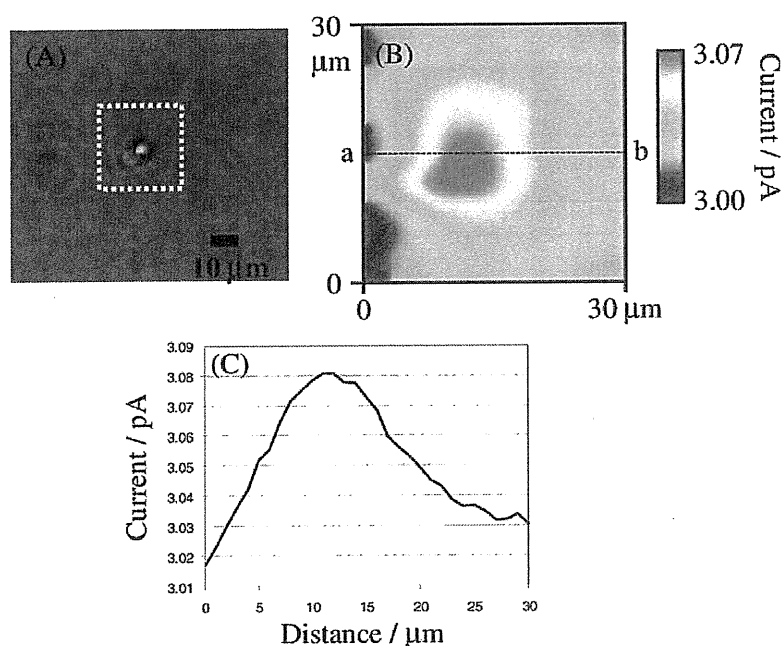 (A)
10 μm
30
μm
(B)
a
b
0
0
30 μm
3.07
3.00
Current / pA
(C)
3.09
3.08
3.07
3.06
3.05
3.04
3.03
3.02
3.01
0
5
10
15
20
25
30
Current / pA
Distance / μm